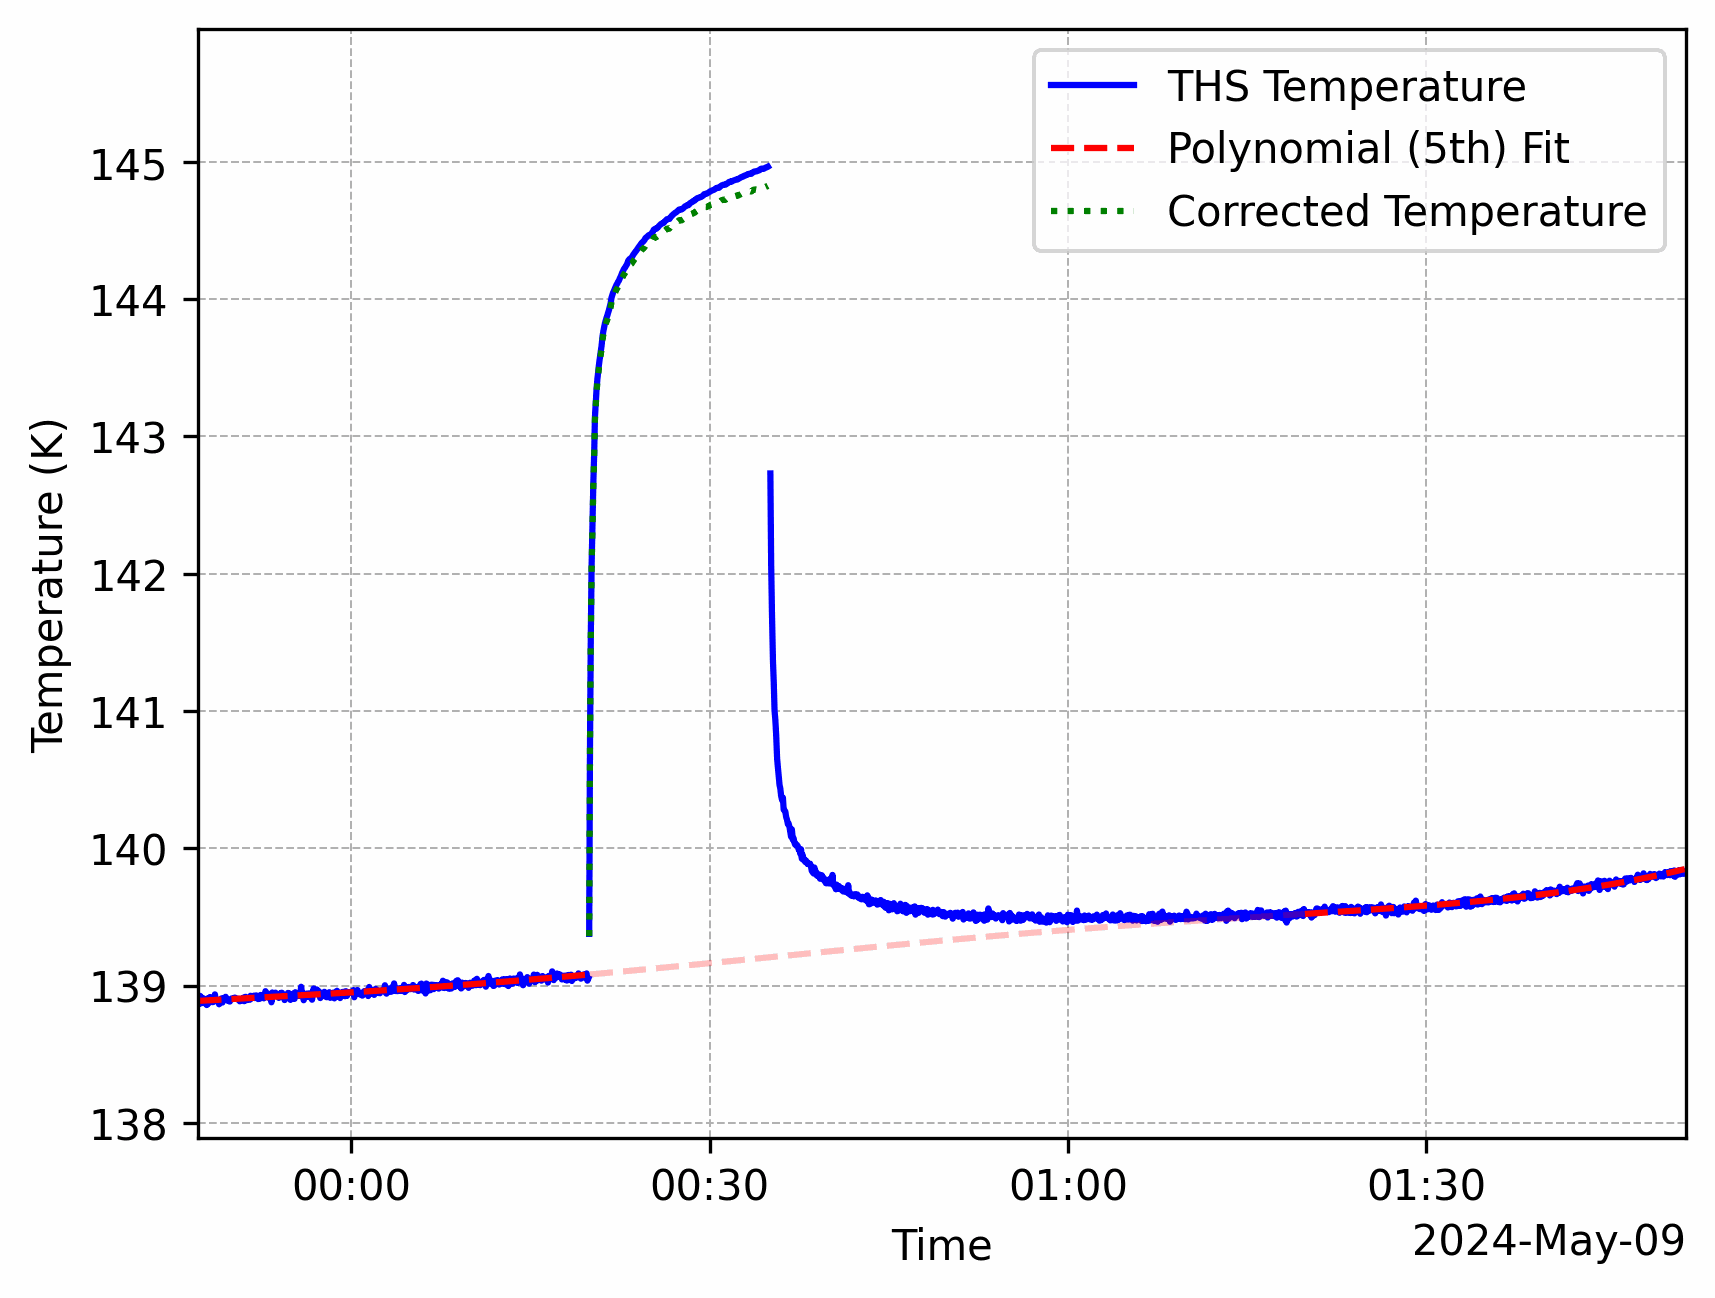 THS Temperature
Polynomial (5th) Fit
Corrected Temperature
145
144
143
142
141
140
139
138
Temperature (K)
00:00
00:30
01:00
01:30
Time
2024-May-09